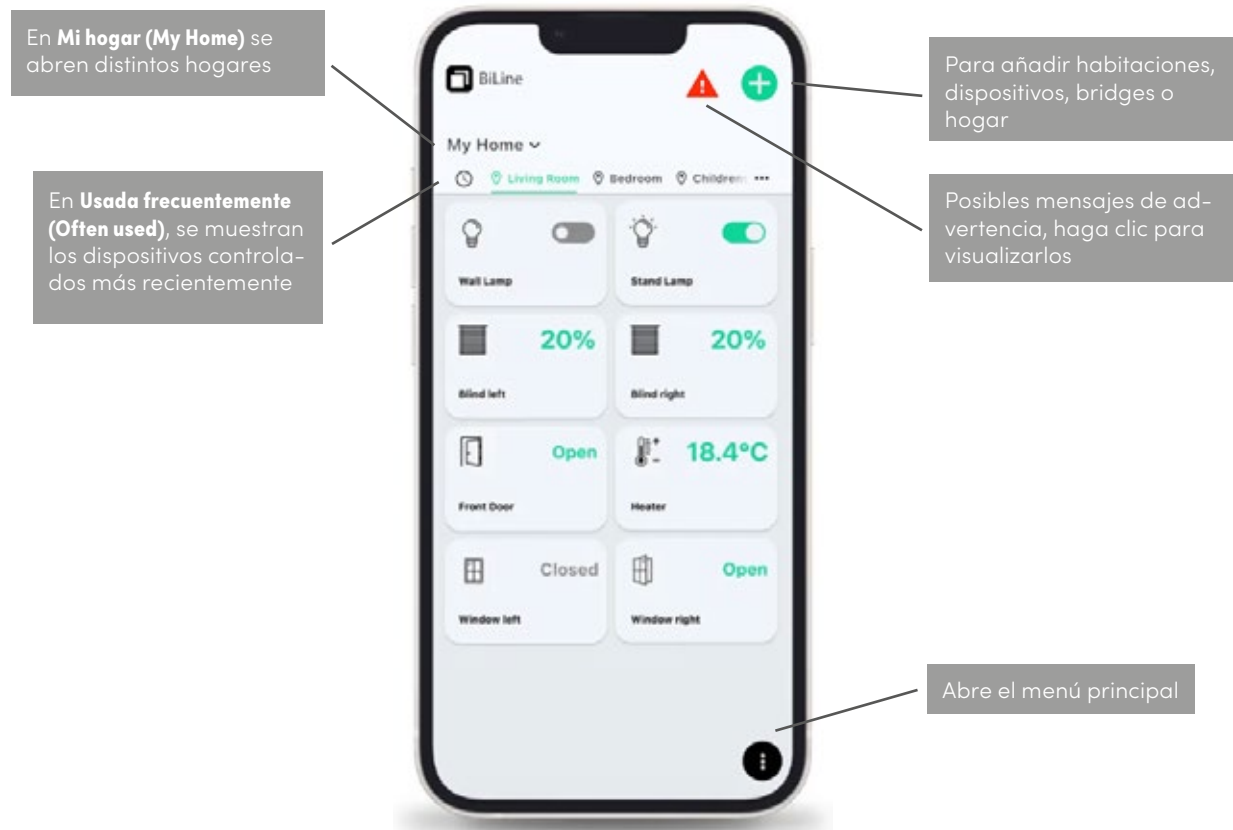 En Mi hogar (My Home) se
abren distintos hogares
En Usada frecuentemente
(Often used), se muestran
los dispositivos controla-
dos más recientemente
BiLine
My Home
Living Room Bedroom Children
Wall Lamp Stand Lamp
20% 20%
Blind left Blind right
Open 18.4°C
Front Door Heater
Closed Open
Window left Window right
Para añadir habitaciones,
dispositivos, bridges o
hogar
Posibles mensajes de ad-
vertencia, haga clic para
visualizarlos
Abre el menú principal